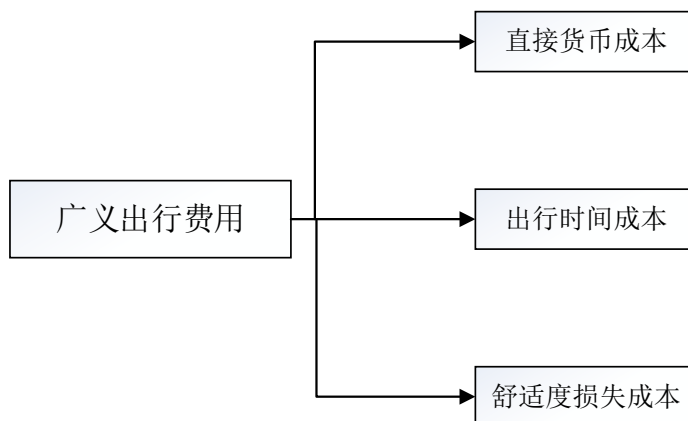 直接货币成本
广义出行费用
出行时间成本
舒适度损失成本